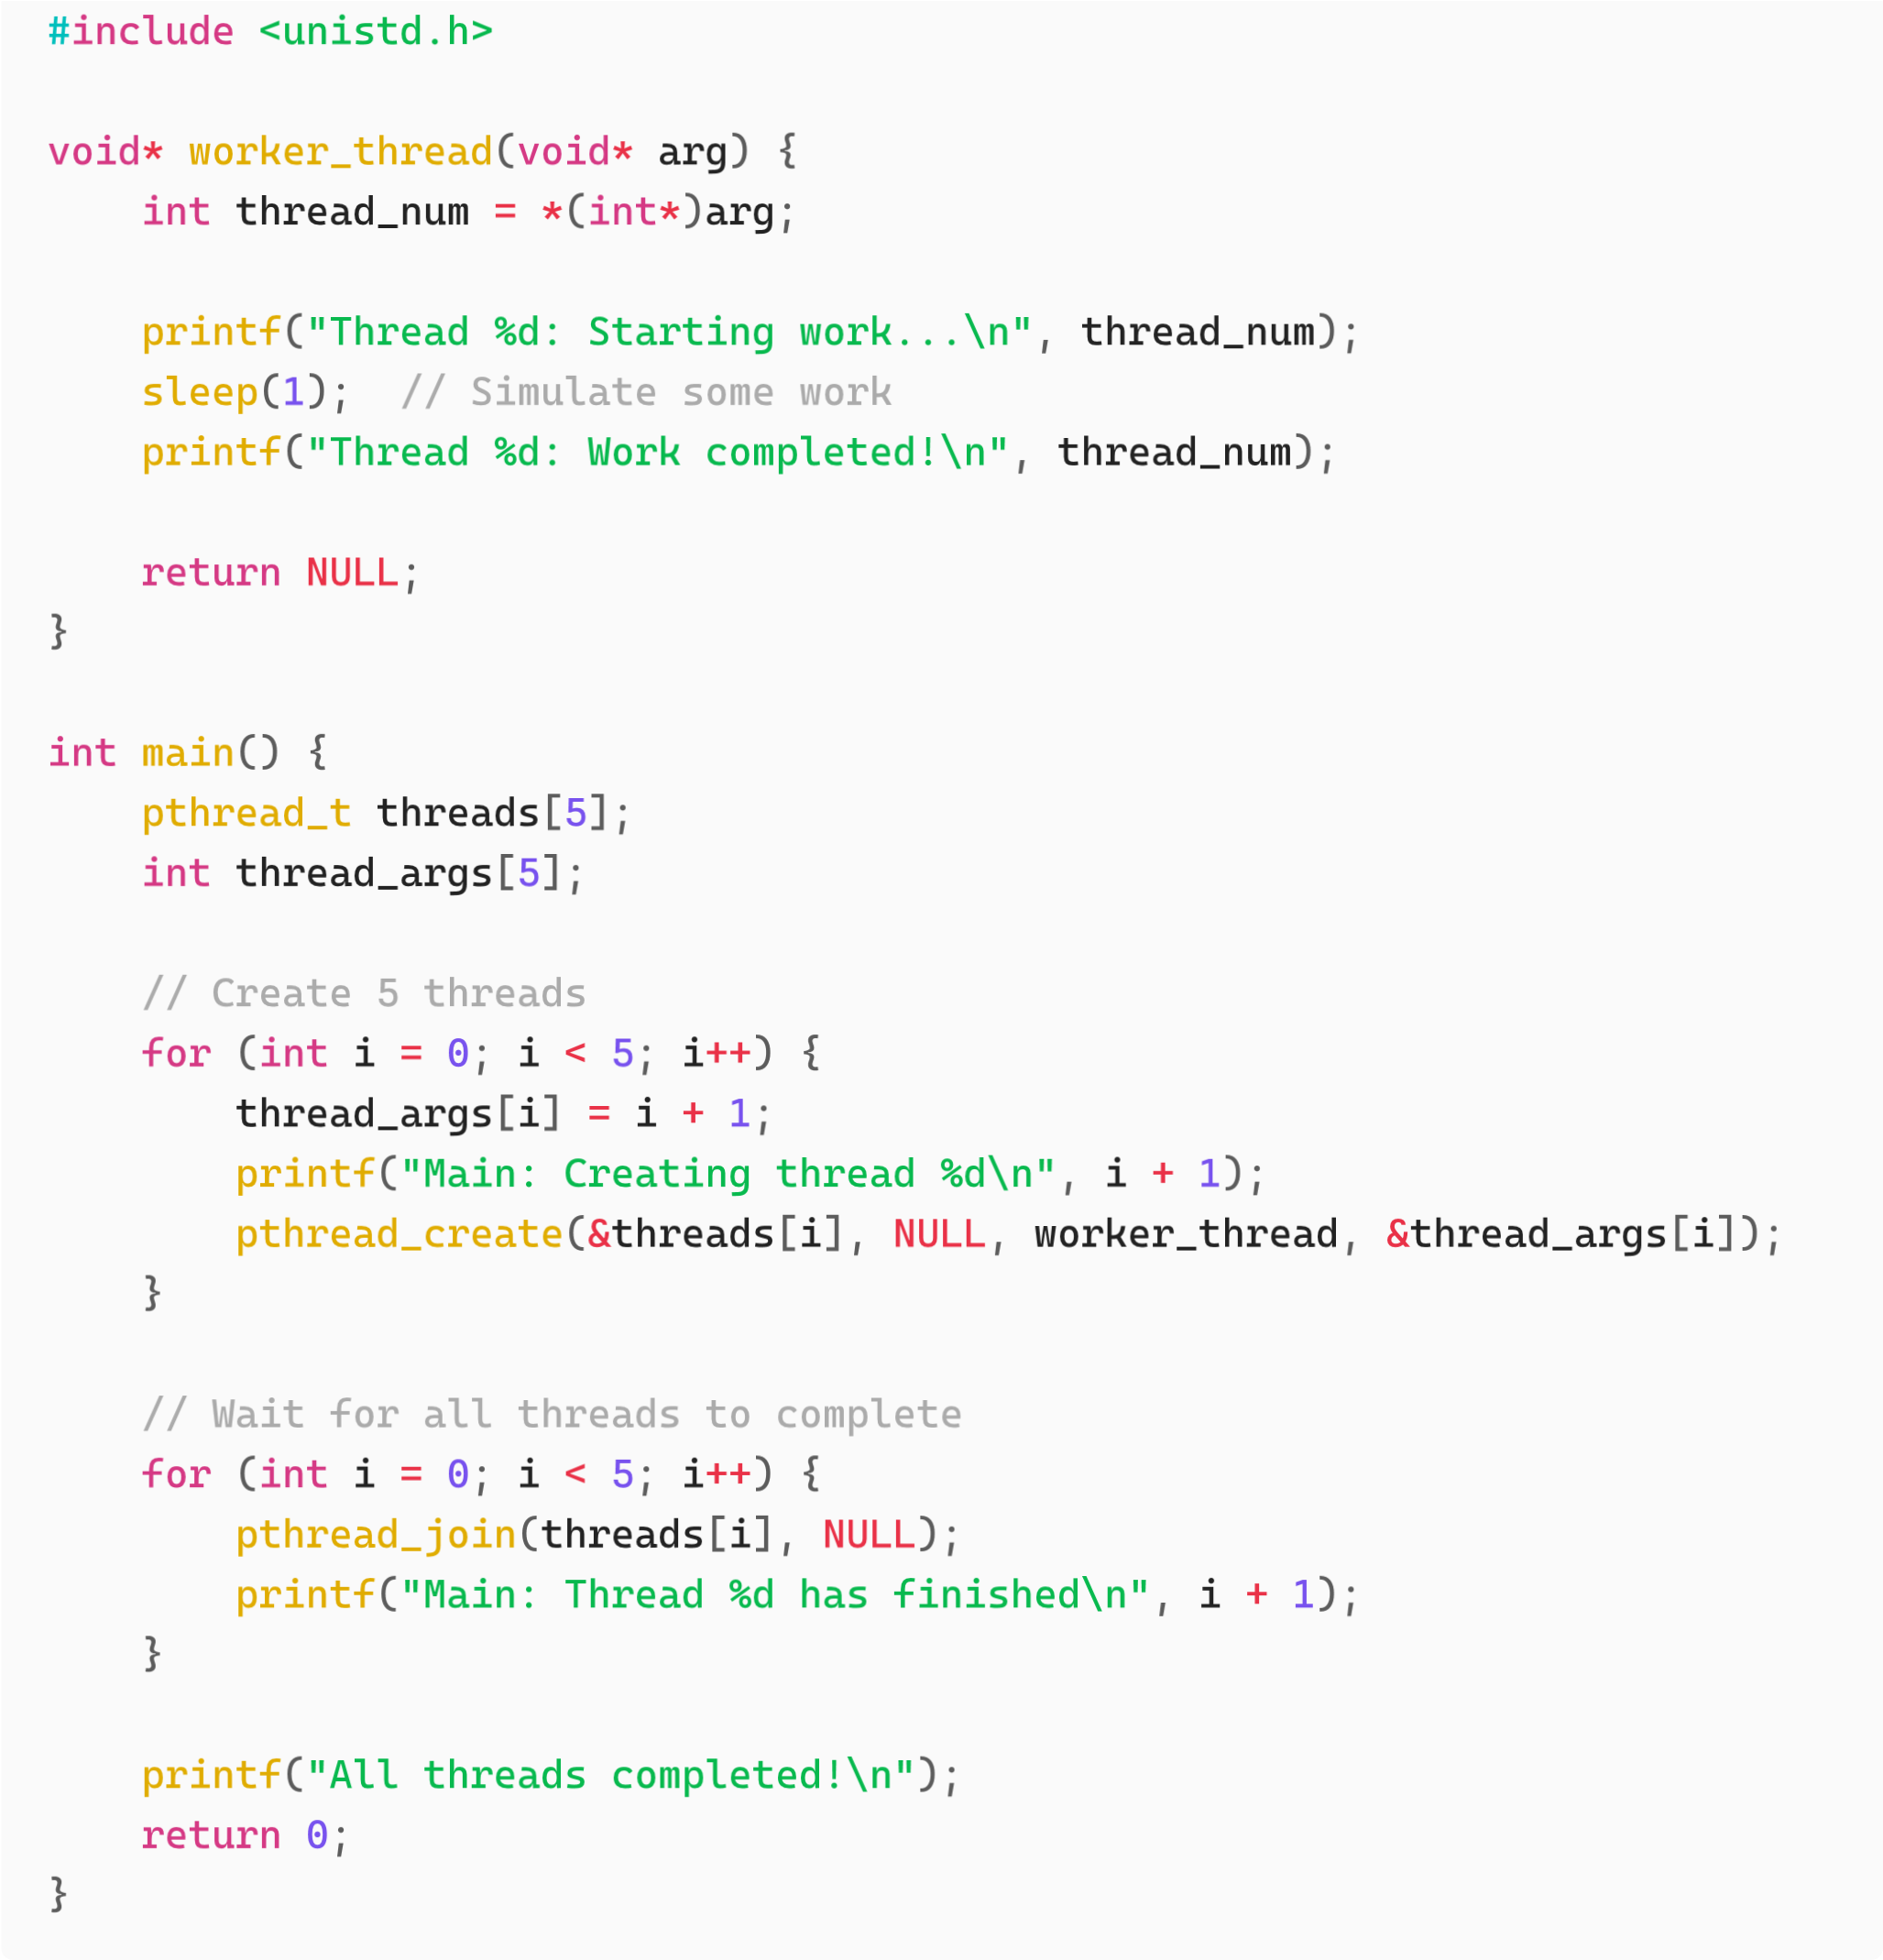 #include <unistd.h>
void* worker_thread(void* arg) {
    int thread_num = *(int*)arg;
    printf("Thread %d: Starting work...\n", thread_num);
    sleep(1);  // Simulate some work
    printf("Thread %d: Work completed!\n", thread_num);
    return NULL;
}
int main() {
    pthread_t threads[5];
    int thread_args[5];
    // Create 5 threads
    for (int i = 0; i < 5; i++) {
        thread_args[i] = i + 1;
        printf("Main: Creating thread %d\n", i + 1);
        pthread_create(&threads[i], NULL, worker_thread, &thread_args[i]);
    }
    // Wait for all threads to complete
    for (int i = 0; i < 5; i++) {
        pthread_join(threads[i], NULL);
        printf("Main: Thread %d has finished\n", i + 1);
    }
    printf("All threads completed!\n");
    return 0;
}